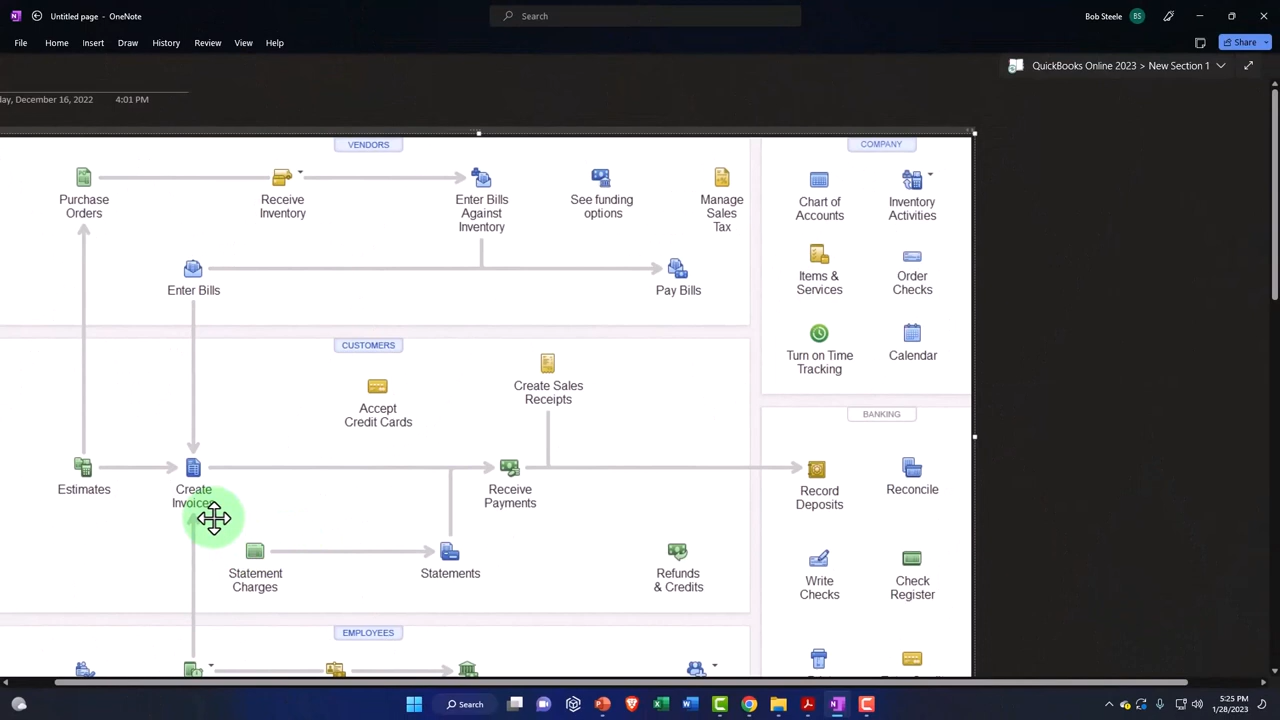 Untitled page - OneNote
Search
Bob Steele
BS
File
Home
Insert
Draw
History
Review
View
Help
Share
QuickBooks Online 2023 > New Section 1
day, December 16, 2022
4:01 PM
VENDORS
Purchase
Orders
Receive
Inventory
Enter Bills
Against
Inventory
See funding
options
Manage
Sales
Tax
Enter Bills
Pay Bills
COMPANY
Chart of
Accounts
Inventory
Activities
Items &
Services
Order
Checks
Turn on Time
Tracking
Calendar
CUSTOMERS
Create Sales
Receipts
Accept
Credit Cards
Estimates
Create
Invoices
Receive
Payments
Statement
Charges
Statements
Refunds
& Credits
BANKING
Record
Deposits
Reconcile
Write
Checks
Check
Register
EMPLOYEES
Search
5:25 PM
1/28/2023